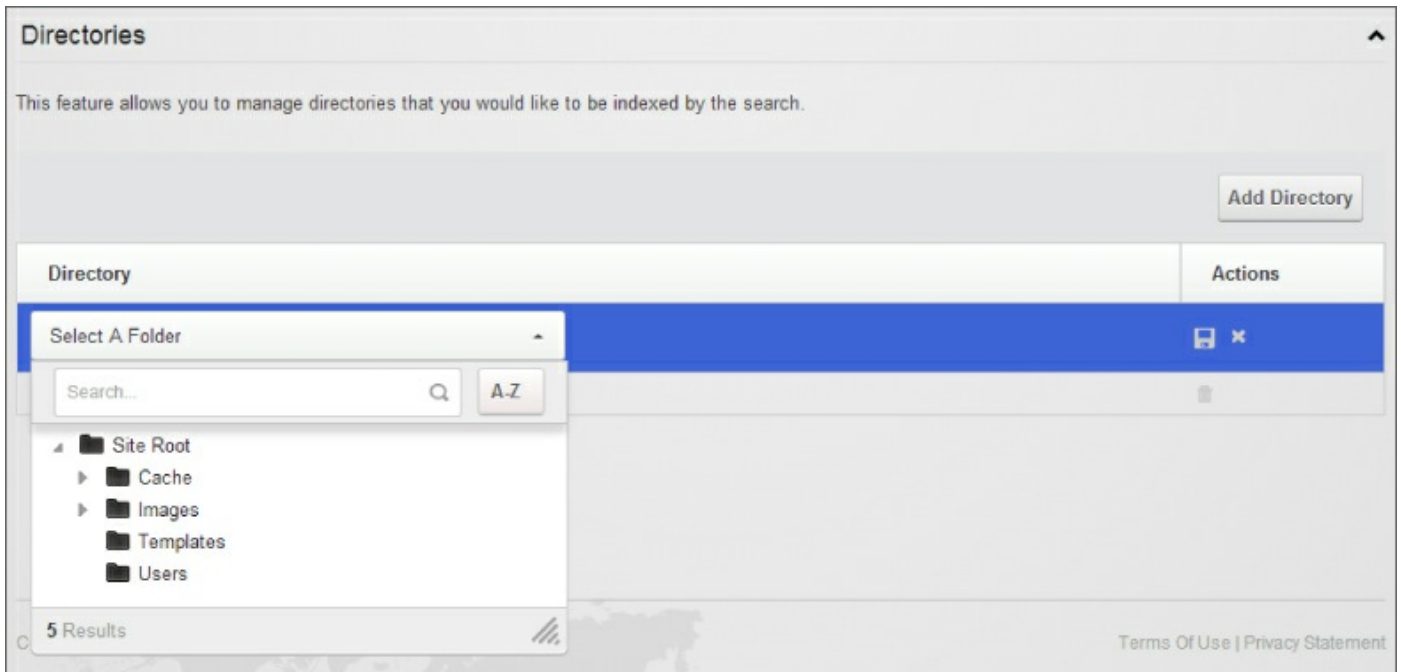 Directories
This feature allows you to manage directories that you would like to be indexed by the search.
Add Directory
Directory Actions
Select A Folder
Search... A-Z
Site Root
Cache
Images
Templates
Users
5 Results
C Terms Of Use | Privacy Statement